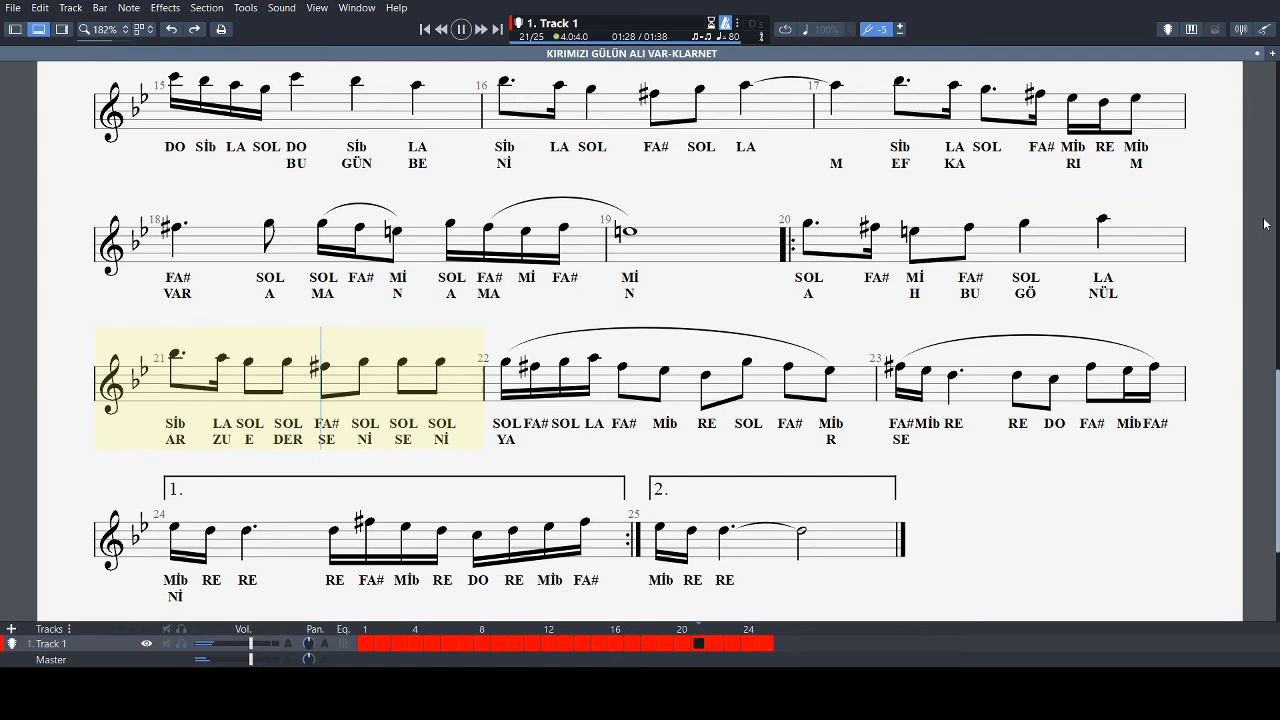 File Edit Track Bar Note Effects Section Tools Sound View Window Help
182% 1. Track 1 Ds 100% -5
21/25 4.0:4.0 01:28 / 01:38 = 80
KIRIMIZI GÜLÜN ALI VAR-KLARNET
15 16 17
DO Sİb LA SOL DO Sİb LA Sİb LA SOL FA# SOL LA Sİb LA SOL FA# Mİb RE Mİb
BU GÜN BE Nİ M EF KA RI M
18 19 20
FA# SOL SOL FA# Mİ SOL FA# Mİ FA# Mİ SOL FA# Mİ FA# SOL LA
VAR A MA N A MA N A H BU GÖ NÜL
21 22 23
Sİb LA SOL SOL FA# SOL SOL SOL SOL FA# SOL LA FA# Mİb RE SOL FA# Mİb FA# Mİb RE RE DO FA# Mİb FA#
AR ZU E DER SE Nİ SE Nİ YA R SE
1. 2.
24 25
Mİb RE RE RE FA# Mİb RE DO RE Mİb FA# Mİb RE RE
Nİ
Tracks Vol. Pan. Eq. 1 4 8 12 16 20 24
1. Track 1
Master